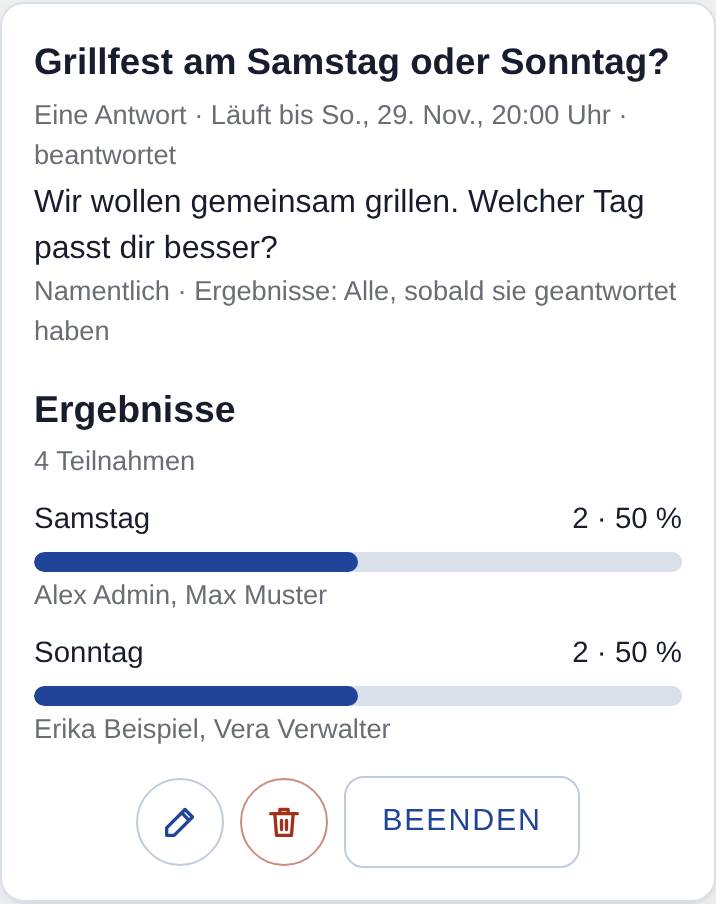 Grillfest am Samstag oder Sonntag?
Eine Antwort · Läuft bis So., 29. Nov., 20:00 Uhr ·
beantwortet
Wir wollen gemeinsam grillen. Welcher Tag
passt dir besser?
Namentlich · Ergebnisse: Alle, sobald sie geantwortet
haben
Ergebnisse
4 Teilnahmen
Samstag 2 · 50 %
Alex Admin, Max Muster
Sonntag 2 · 50 %
Erika Beispiel, Vera Verwalter
BEENDEN